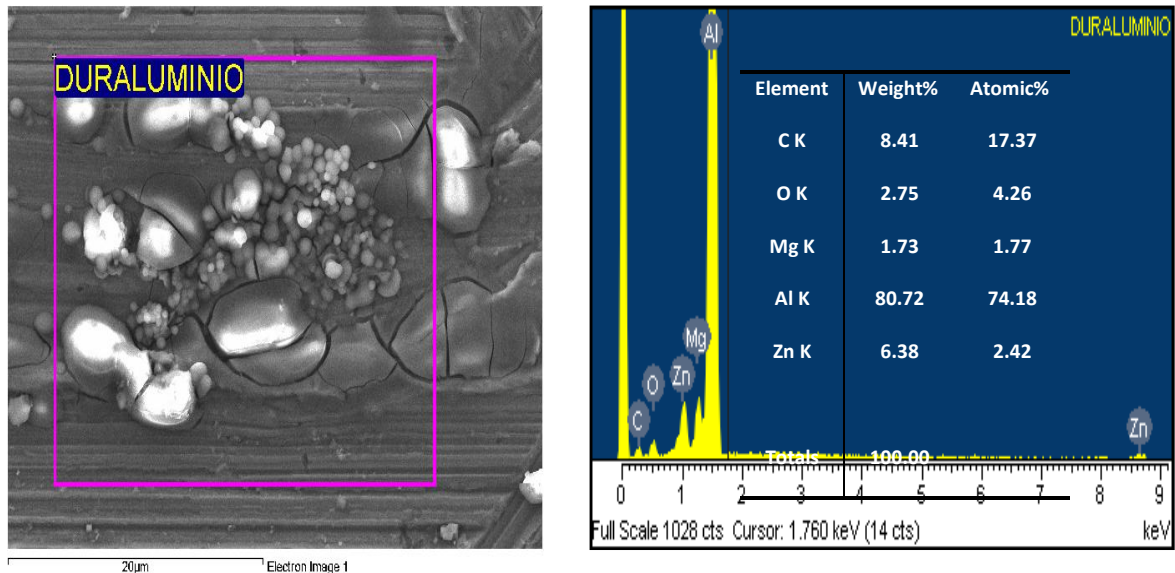 DURALUMINIO
20µm Electron Image 1
DURALUMINIO
Al
Element Weight% Atomic%
C K 8.41 17.37
O K 2.75 4.26
Mg K 1.73 1.77
Al K 80.72 74.18
Zn K 6.38 2.42
Mg
Zn
O
C
Zn
Totals 100.00
0 1 2 3 4 5 6 7 8 9
Full Scale 1028 cts Cursor: 1.760 keV (14 cts) keV